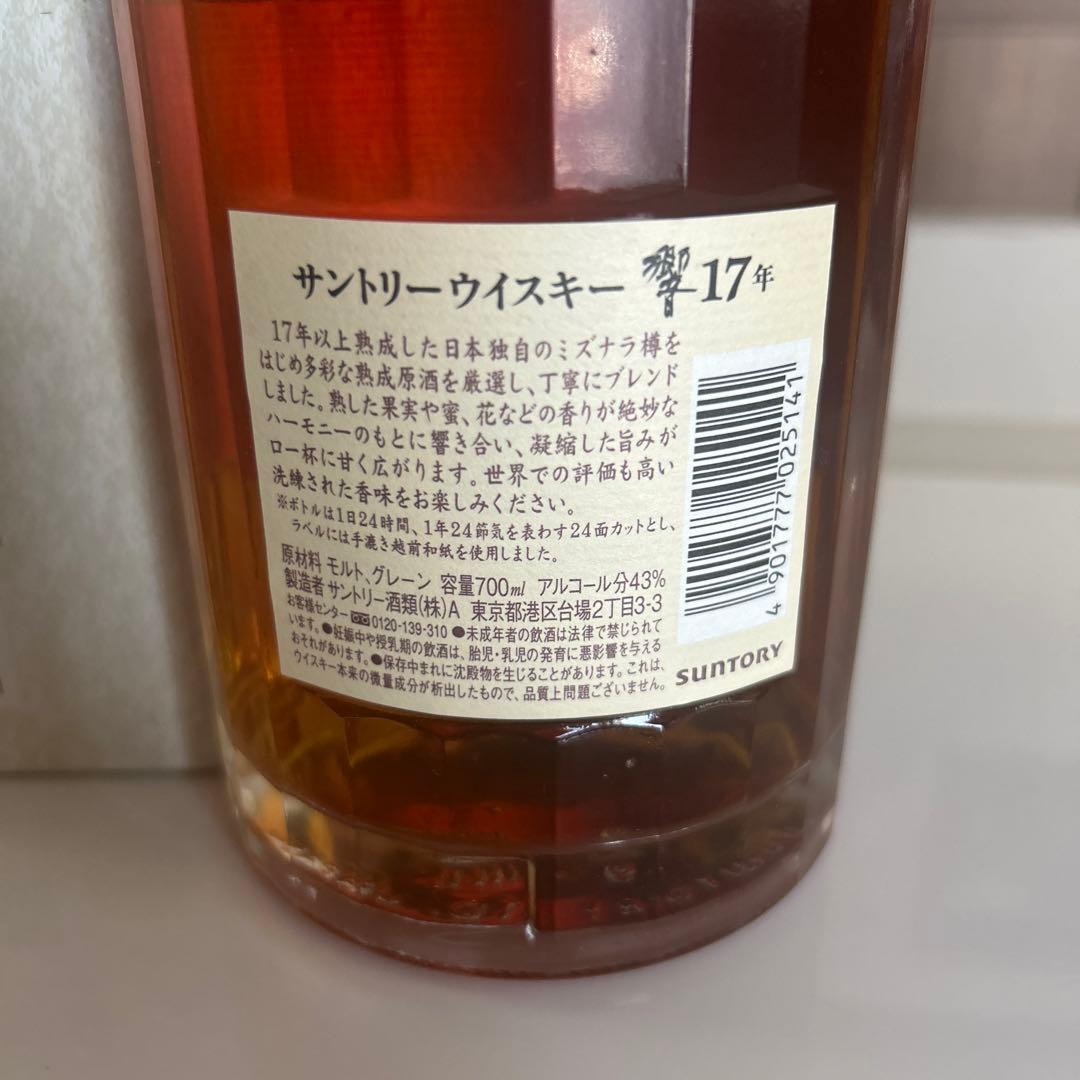 サントリーウイスキー 響 17年
17年以上熟成した日本独自のミズナラ樽を
はじめ多彩な熟成原酒を厳選し、丁寧にブレンド
しました。熟した果実や蜜、花などの香りが絶妙な
ハーモニーのもとに響き合い、凝縮した旨みが
口一杯に甘く広がります。世界での評価も高い
洗練された香味をお楽しみください。
※ボトルは1日24時間、1年24節気を表わす24面カットとし、
ラベルには手漉き越前和紙を使用しました。
原材料 モルト、グレーン 容量700ml アルコール分43%
製造者 サントリー酒類(株)A 東京都港区台場2丁目3-3
お客様センター 0120-139-310 ●未成年者の飲酒は法律で禁じられて
います。●妊娠中や授乳期の飲酒は、胎児・乳児の発育に悪影響を与える
おそれがあります。●保存中まれに沈殿物を生じることがあります。これは、
ウイスキー本来の微量成分が析出したもので、品質上問題ございません。
SUNTORY
4 901777 025141